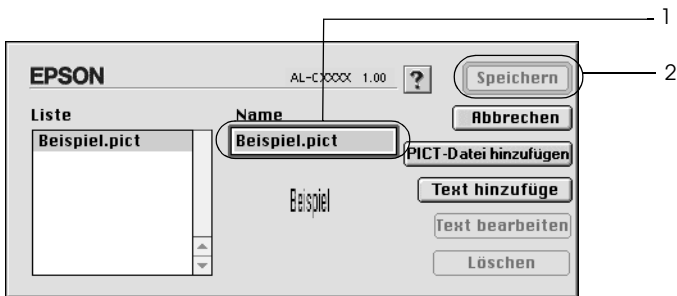 1
EPSON
AL-CXXXX 1.00
?
Speichern
2
Liste
Name
Abbrechen
Beispiel.pict
Beispiel.pict
PICT-Datei hinzufügen
Beispiel
Text hinzufüge
Text bearbeiten
Löschen